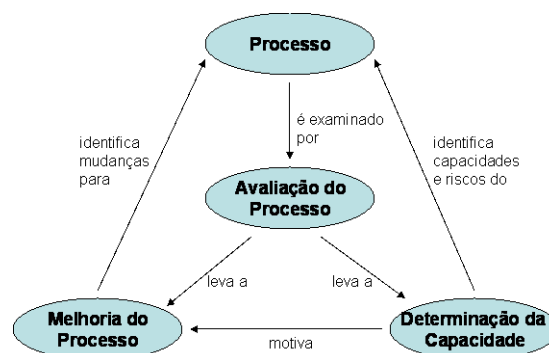 Processo
é examinado
por
identifica
mudanças
para
identifica
capacidades
e riscos do
Avaliação do
Processo
leva a
leva a
Melhoria do
Processo
motiva
Determinação da
Capacidade